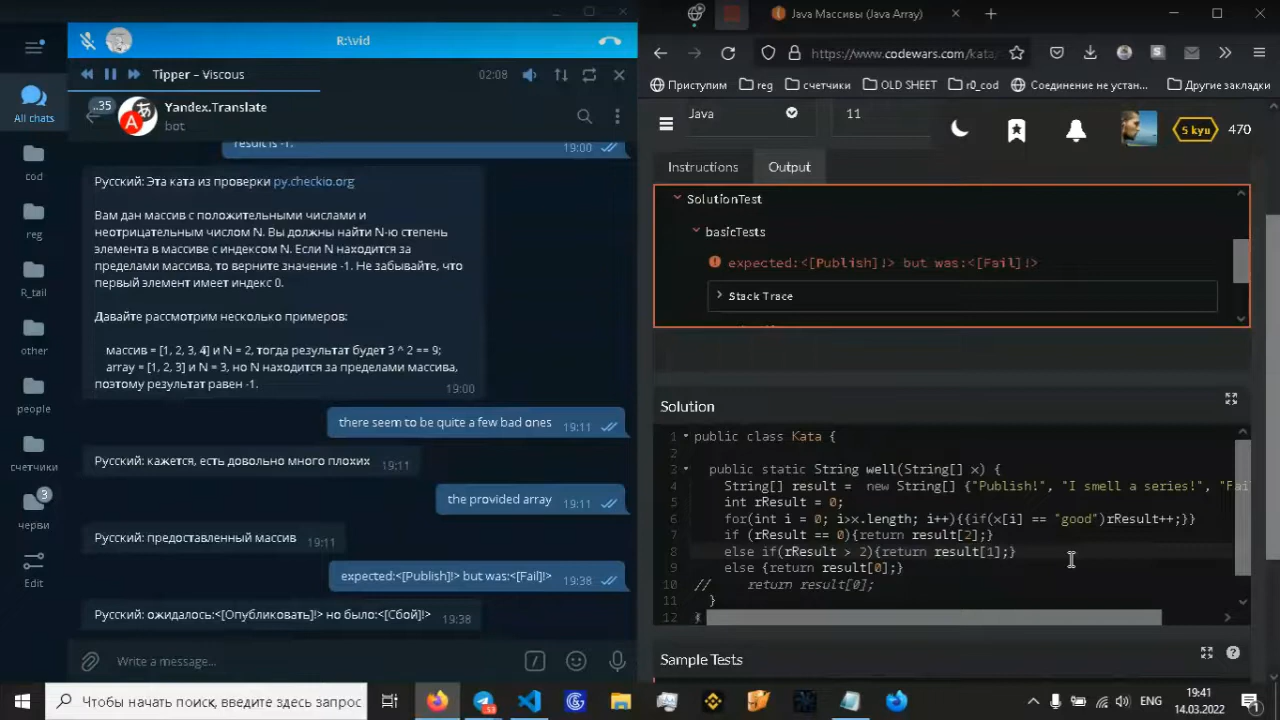 R:\vid
Tipper – Viscous
02:08
..35
All chats
cod
reg
R_tail
other
people
счетчики
3
черви
Edit
Yandex.Translate
bot
result is -1.
19:00
Русский: Эта ката из проверки py.checkio.org
Вам дан массив с положительными числами и
неотрицательным числом N. Вы должны найти N-ю степень
элемента в массиве с индексом N. Если N находится за
пределами массива, то верните значение -1. Не забывайте, что
первый элемент имеет индекс 0.
Давайте рассмотрим несколько примеров:
массив = [1, 2, 3, 4] и N = 2, тогда результат будет 3 ^ 2 == 9;
array = [1, 2, 3] и N = 3, но N находится за пределами массива,
поэтому результат равен -1.
19:00
there seem to be quite a few bad ones
19:11
Русский: кажется, есть довольно много плохих
19:11
the provided array
19:11
Русский: предоставленный массив
19:11
expected:<[Publish]!> but was:<[Fail]!>
19:38
Русский: ожидалось:<[Опубликовать]!> но было:<[Сбой]!>
19:38
Write a message...
Java Массивы (Java Array)
https://www.codewars.com/kata/
Приступим
reg
счетчики
OLD SHEET
r0_cod
Соединение не устан...
Другие закладки
Java
11
5 kyu
470
Instructions
Output
SolutionTest
basicTests
expected:<[Publish]!> but was:<[Fail]!>
Stack Trace
Solution
1 public class Kata {
2
3 public static String well(String[] x) {
4 String[] result =  new String[] {"Publish!", "I smell a series!", "Fai
5 int rResult = 0;
6 for(int i = 0; i>x.length; i++){{if(x[i] == "good")rResult++;}}
7 if (rResult == 0){return result[2];}
8 else if(rResult > 2){return result[1];}
9 else {return result[0];}
10 //     return result[0];
11 }
12 }
Sample Tests
Чтобы начать поиск, введите здесь запрос
ENG
19:41
14.03.2022